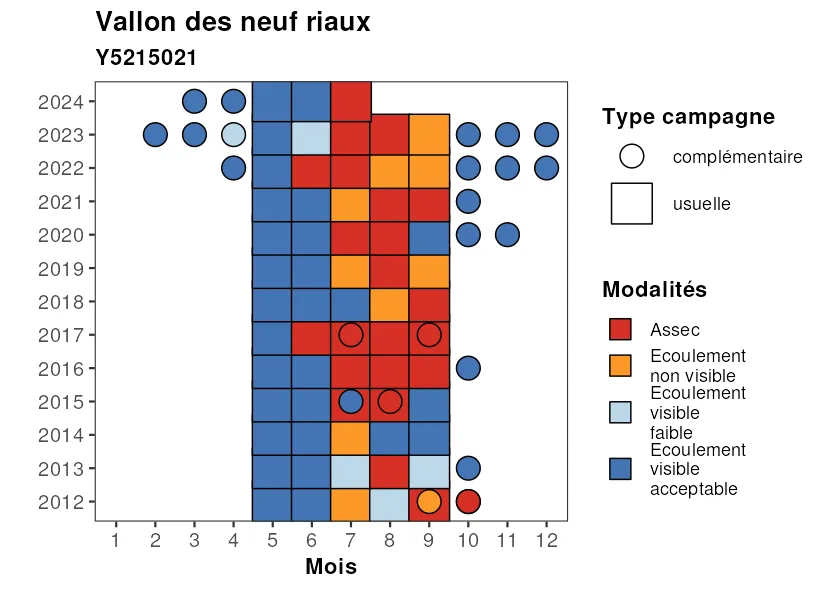 Vallon des neuf riaux
Y5215021
2024
2023
2022
2021
2020
2019
2018
2017
2016
2015
2014
2013
2012
1 2 3 4 5 6 7 8 9 10 11 12
Mois
Type campagne
complémentaire
usuelle
Modalités
Assec
Ecoulement
non visible
Ecoulement
visible
faible
Ecoulement
visible
acceptable